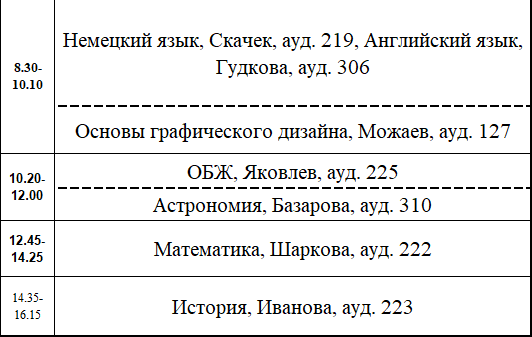 8.30-
10.10
Немецкий язык, Скачек, ауд. 219, Английский язык,
Гудкова, ауд. 306
Основы графического дизайна, Можаев, ауд. 127
10.20-
12.00
ОБЖ, Яковлев, ауд. 225
Астрономия, Базарова, ауд. 310
12.45-
14.25
Математика, Шаркова, ауд. 222
14.35-
16.15
История, Иванова, ауд. 223